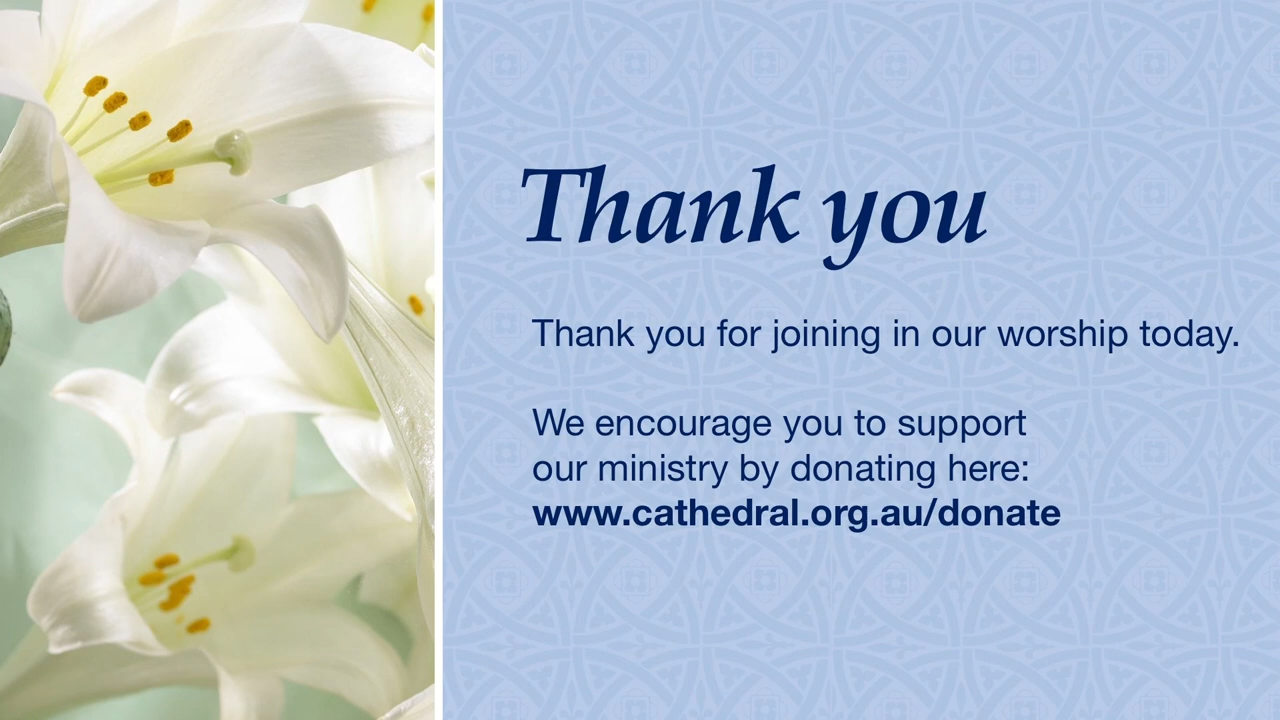 Thank you
Thank you for joining in our worship today.
We encourage you to support
our ministry by donating here:
www.cathedral.org.au/donate